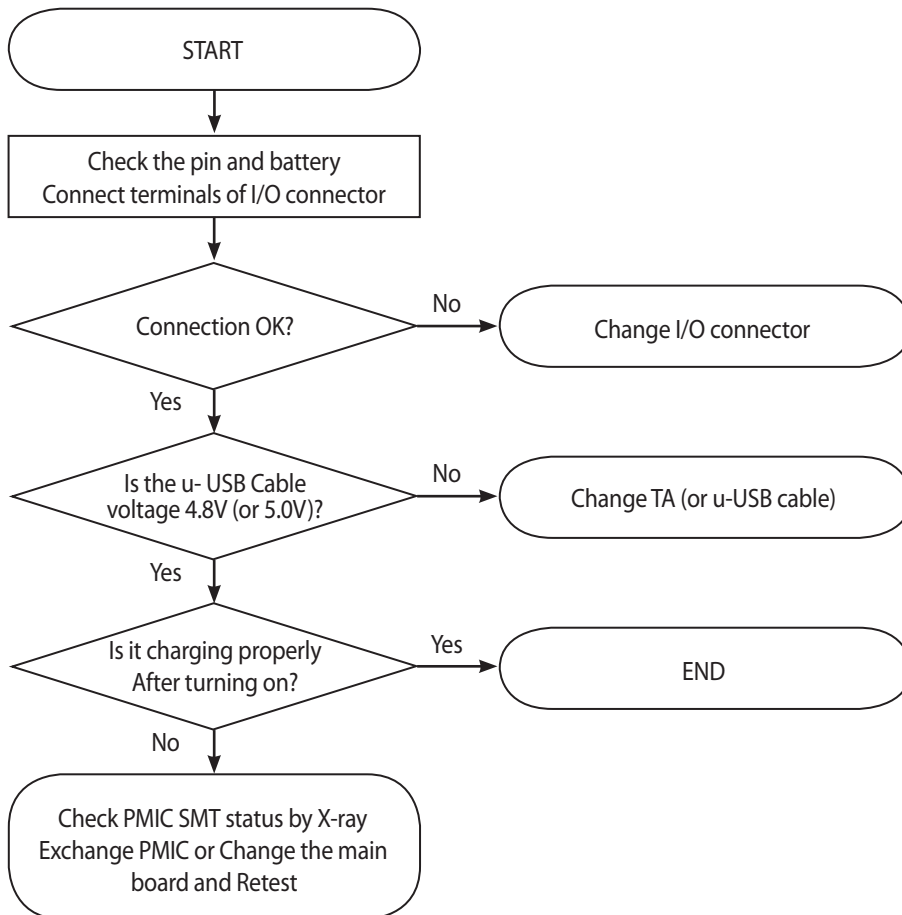 START
Check the pin and battery
Connect terminals of I/O connector
Connection OK?
No
Change I/O connector
Yes
Is the u- USB Cable
voltage 4.8V (or 5.0V)?
No
Change TA (or u-USB cable)
Yes
Is it charging properly
After turning on?
Yes
END
No
Check PMIC SMT status by X-ray
Exchange PMIC or Change the main
board and Retest